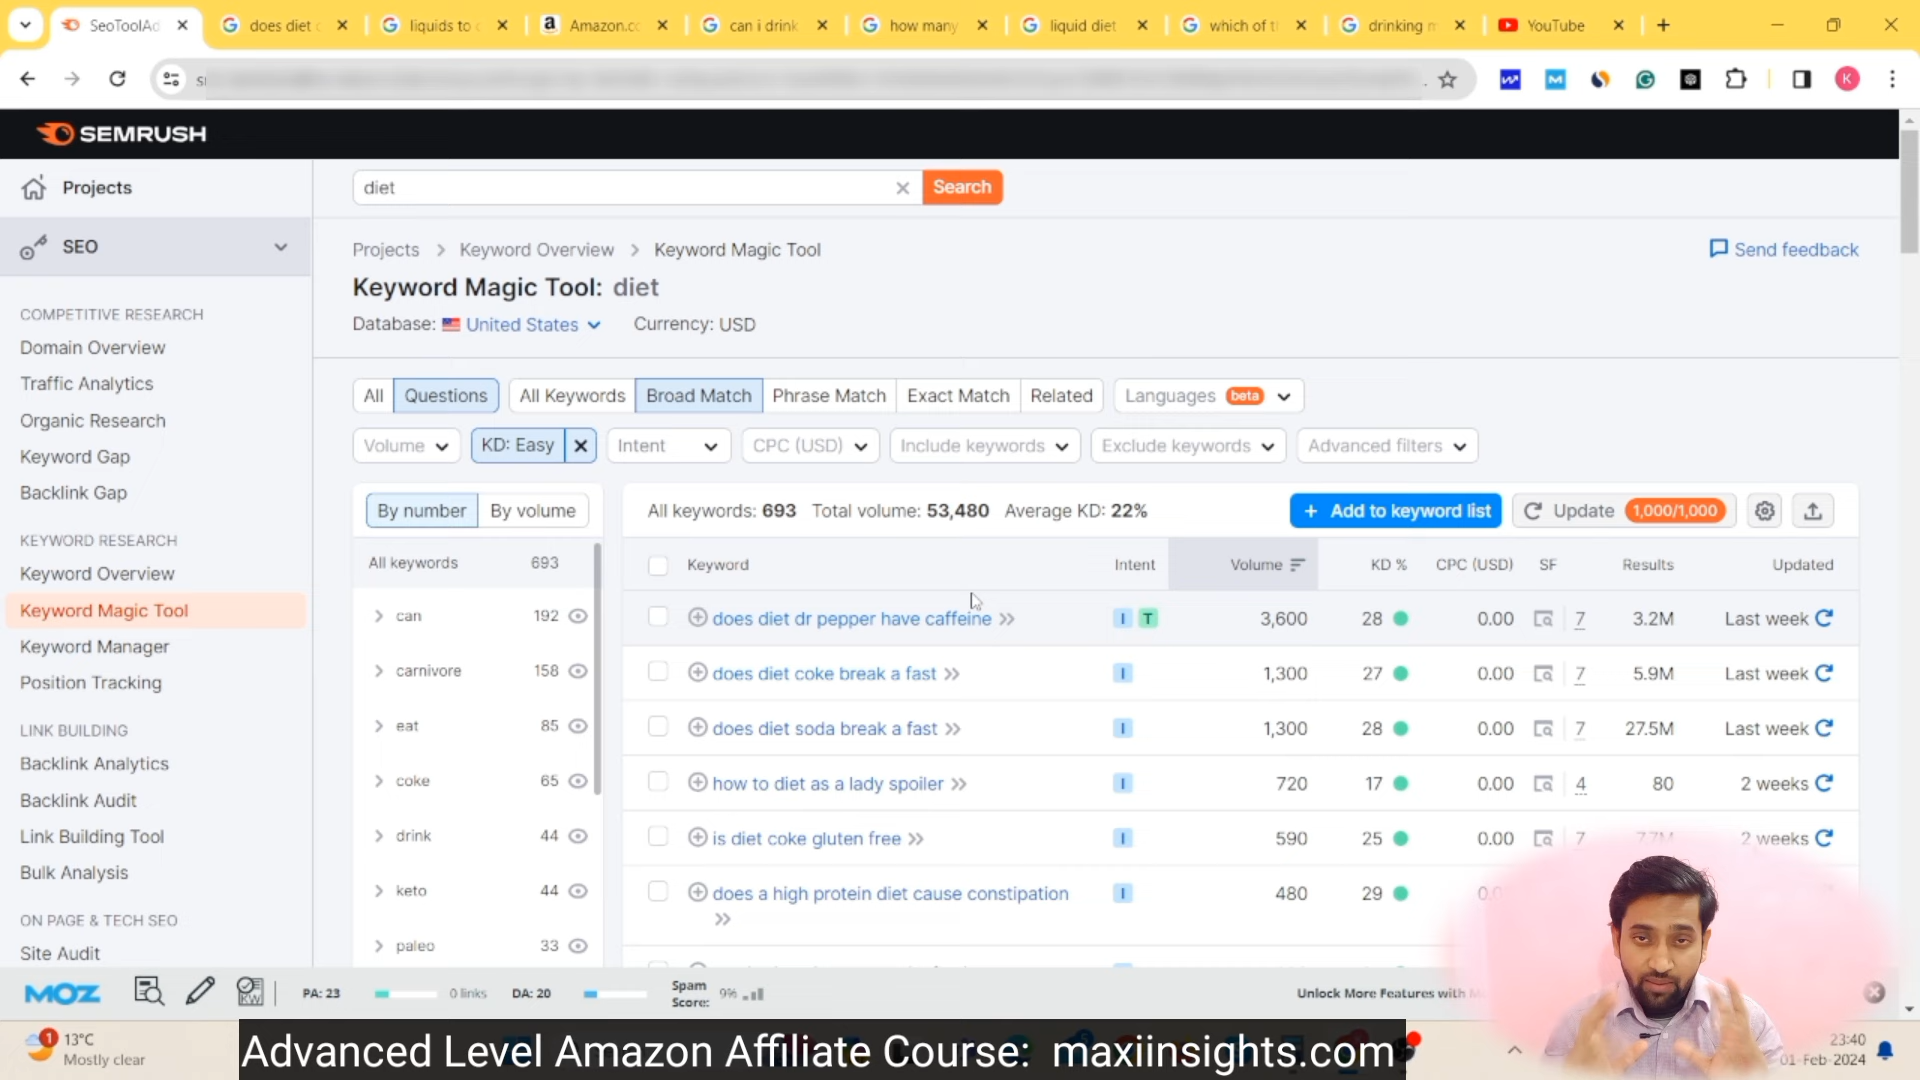 SeoToolAd
does diet c
liquids to c
Amazon.co
can i drink
how many
liquid diet
which of th
drinking m
YouTube
K
SEMRUSH
Projects
diet
Search
SEO
Projects > Keyword Overview > Keyword Magic Tool
Send feedback
Keyword Magic Tool: diet
Database: United States Currency: USD
COMPETITIVE RESEARCH
Domain Overview
Traffic Analytics
Organic Research
Keyword Gap
Backlink Gap
KEYWORD RESEARCH
Keyword Overview
Keyword Magic Tool
Keyword Manager
Position Tracking
LINK BUILDING
Backlink Analytics
Backlink Audit
Link Building Tool
Bulk Analysis
ON PAGE & TECH SEO
Site Audit
All Questions All Keywords Broad Match Phrase Match Exact Match Related Languages beta
Volume KD: Easy Intent CPC (USD) Include keywords Exclude keywords Advanced filters
By number By volume
All keywords 693
can 192
carnivore 158
eat 85
coke 65
drink 44
keto 44
paleo 33
All keywords: 693 Total volume: 53,480 Average KD: 22%
+ Add to keyword list
Update 1,000/1,000
Keyword Intent Volume KD % CPC (USD) SF Results Updated
does diet dr pepper have caffeine I T 3,600 28 0.00 7 3.2M Last week
does diet coke break a fast I 1,300 27 0.00 7 5.9M Last week
does diet soda break a fast I 1,300 28 0.00 7 27.5M Last week
how to diet as a lady spoiler I 720 17 0.00 4 80 2 weeks
is diet coke gluten free I 590 25 0.00 7 7.7M 2 weeks
does a high protein diet cause constipation I 480 29
MOZ
PA: 23 0 links DA: 20
Spam
Score: 9%
Unlock More Features with
1
13°C
Mostly clear
Advanced Level Amazon Affiliate Course: maxiinsights.com
23:40
01-Feb-2024